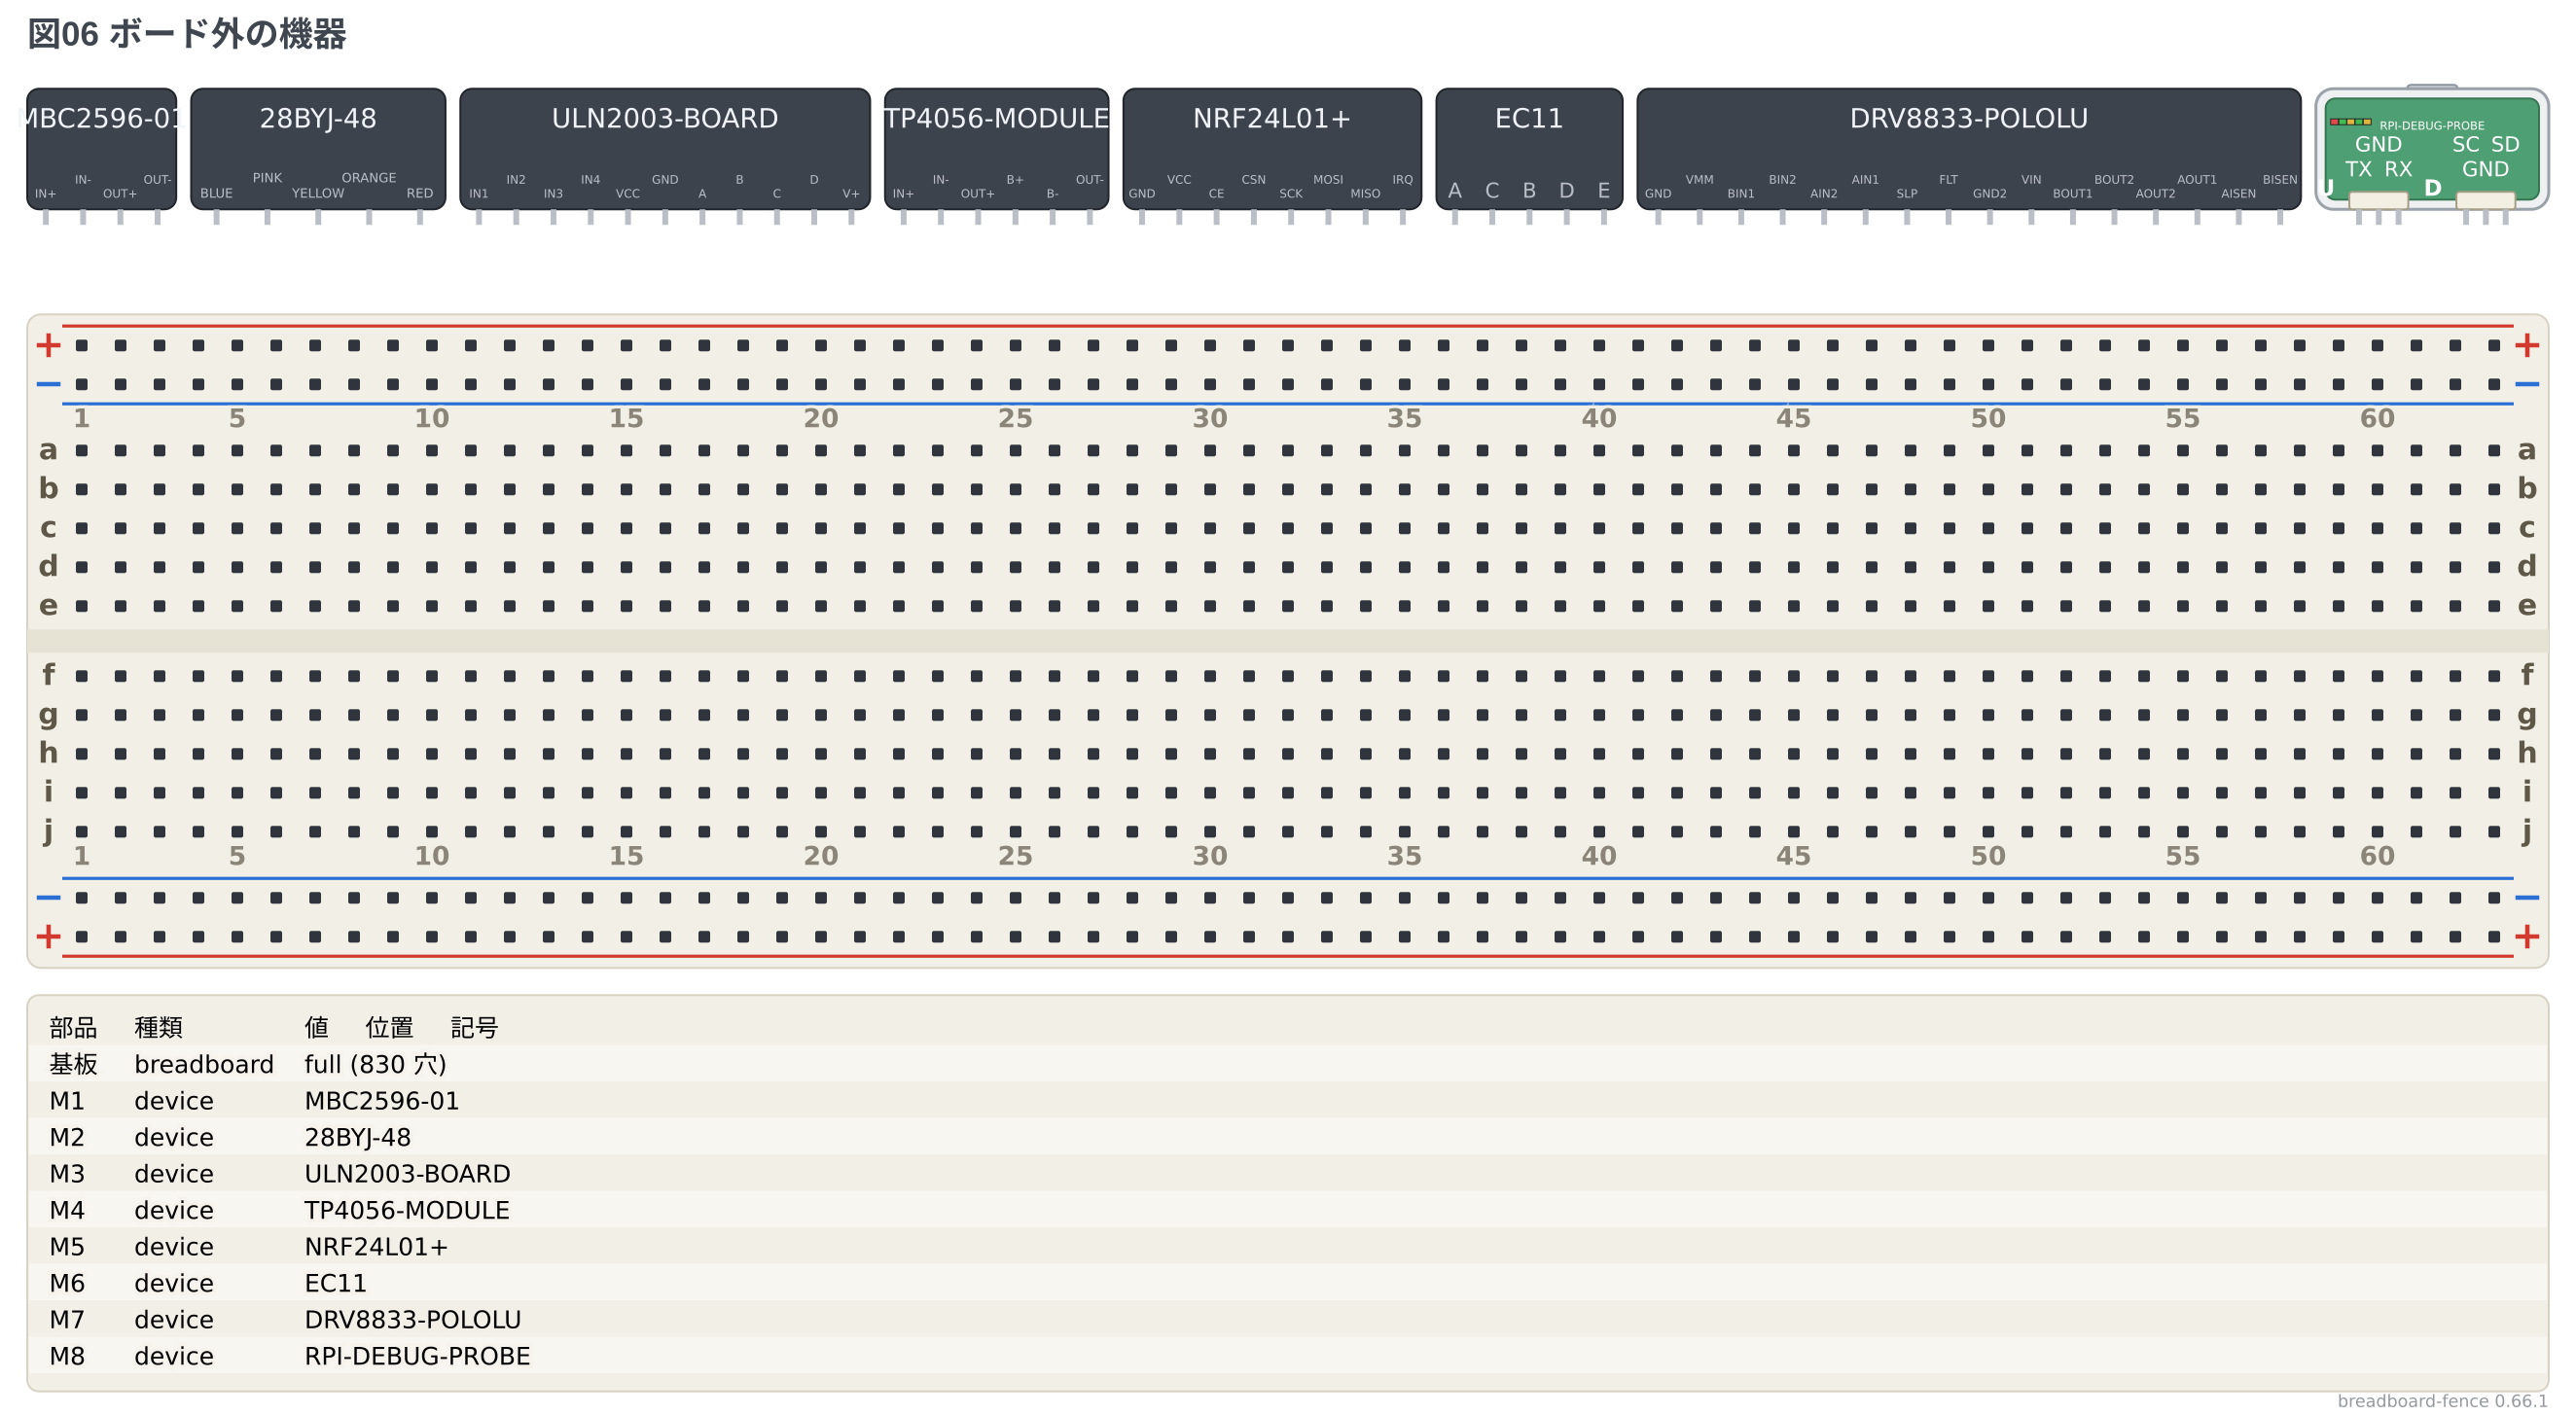 図06 ボード外の機器
MBC2596-01 28BYJ-48 ULN2003-BOARD TP4056-MODULE NRF24L01+ EC11 DRV8833-POLOLU RPI-DEBUG-PROBE
IN+ IN- OUT+ OUT-
BLUE PINK YELLOW ORANGE RED
IN1 IN2 IN3 IN4 VCC GND A B C D V+
IN+ IN- OUT+ B+ B- OUT-
GND VCC CE CSN SCK MOSI MISO IRQ
A C B D E
GND VMM BIN1 BIN2 AIN2 AIN1 SLP FLT GND2 VIN BOUT1 BOUT2 AOUT2 AOUT1 AISEN BISEN
GND SC SD
TX RX GND
U D
+ +
− −
1 5 10 15 20 25 30 35 40 45 50 55 60
a a
b b
c c
d d
e e
f f
g g
h h
i i
j j
1 5 10 15 20 25 30 35 40 45 50 55 60
− −
+ +
部品 種類 値 位置 記号
基板 breadboard full (830 穴)
M1 device MBC2596-01
M2 device 28BYJ-48
M3 device ULN2003-BOARD
M4 device TP4056-MODULE
M5 device NRF24L01+
M6 device EC11
M7 device DRV8833-POLOLU
M8 device RPI-DEBUG-PROBE
breadboard-fence 0.66.1